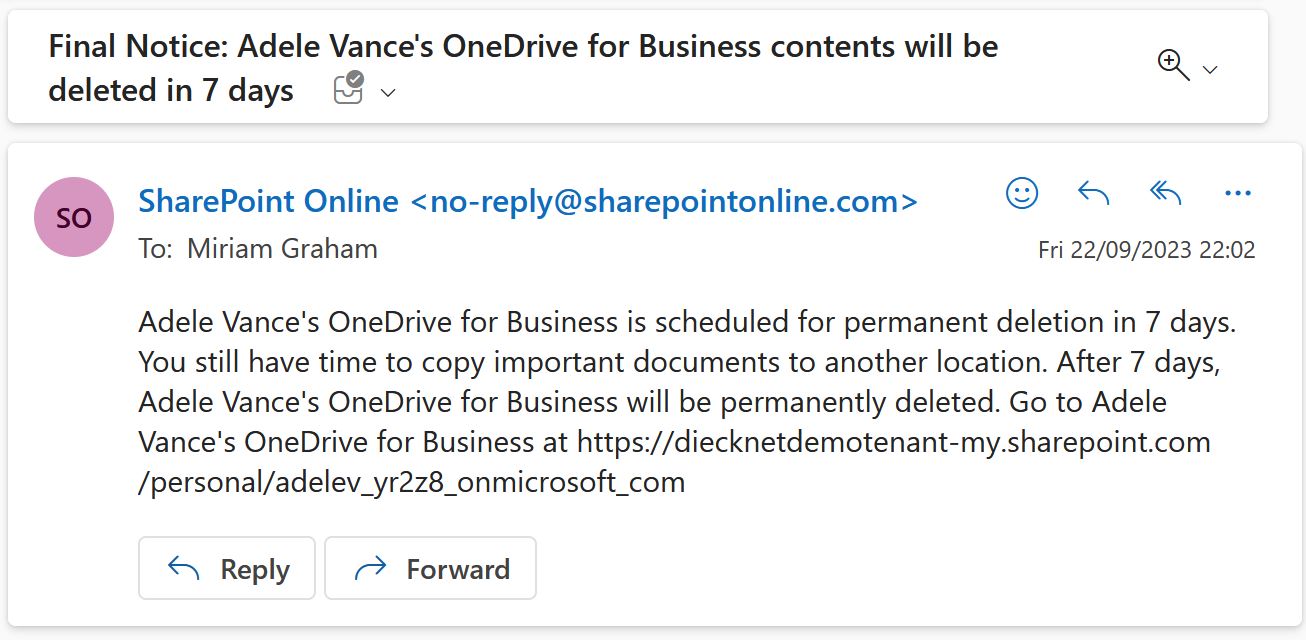 Final Notice: Adele Vance's OneDrive for Business contents will be
deleted in 7 days
SO
SharePoint Online <no-reply@sharepointonline.com>
To: Miriam Graham
Fri 22/09/2023 22:02
Adele Vance's OneDrive for Business is scheduled for permanent deletion in 7 days.
You still have time to copy important documents to another location. After 7 days,
Adele Vance's OneDrive for Business will be permanently deleted. Go to Adele
Vance's OneDrive for Business at https://diecknetdemotenant-my.sharepoint.com
/personal/adelev_yr2z8_onmicrosoft_com
Reply
Forward